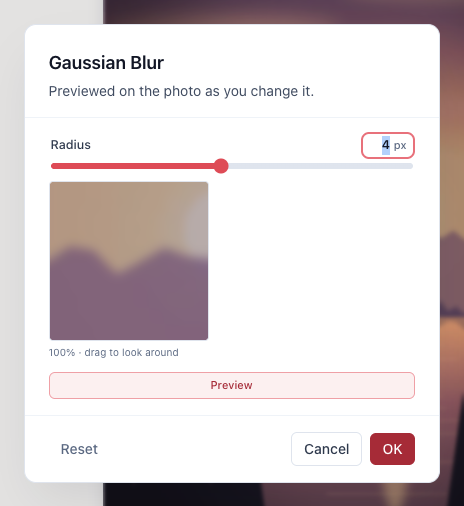 Gaussian Blur
Previewed on the photo as you change it.
Radius 4 px
100% · drag to look around
Preview
Reset Cancel OK